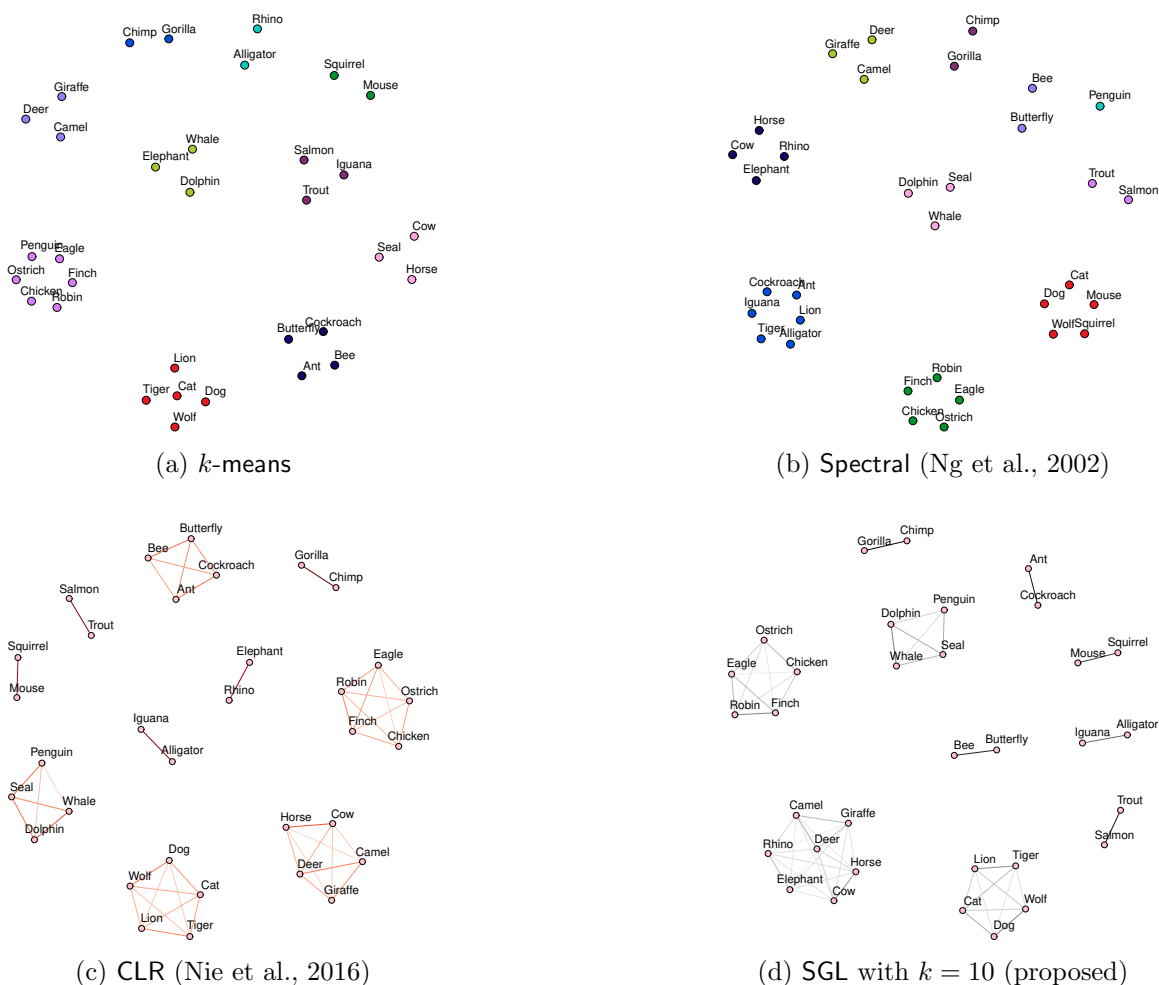 Chimp
Gorilla
Rhino
Alligator
Squirrel
Mouse
Giraffe
Deer
Camel
Whale
Elephant
Dolphin
Salmon
Iguana
Trout
Cow
Seal
Horse
Penguin
Eagle
Ostrich
Finch
Chicken
Robin
Cockroach
Butterfly
Bee
Ant
Lion
Tiger
Cat
Dog
Wolf
(a) k-means
Chimp
Deer
Giraffe
Gorilla
Camel
Bee
Penguin
Butterfly
Horse
Cow
Rhino
Elephant
Seal
Dolphin
Whale
Trout
Salmon
Cockroach
Ant
Iguana
Lion
Tiger
Alligator
Cat
Dog
Mouse
Wolf
Squirrel
Robin
Finch
Eagle
Chicken
Ostrich
(b) Spectral (Ng et al., 2002)
Butterfly
Bee
Cockroach
Ant
Gorilla
Chimp
Salmon
Trout
Squirrel
Mouse
Elephant
Rhino
Eagle
Robin
Ostrich
Finch
Chicken
Iguana
Alligator
Penguin
Seal
Whale
Dolphin
Horse
Cow
Camel
Deer
Giraffe
Dog
Wolf
Cat
Lion
Tiger
(c) CLR (Nie et al., 2016)
Chimp
Gorilla
Ant
Cockroach
Penguin
Dolphin
Whale
Seal
Squirrel
Mouse
Ostrich
Eagle
Chicken
Robin
Finch
Bee
Butterfly
Iguana
Alligator
Camel
Giraffe
Rhino
Deer
Horse
Elephant
Cow
Trout
Salmon
Lion
Tiger
Cat
Wolf
Dog
(d) SGL with k = 10 (proposed)